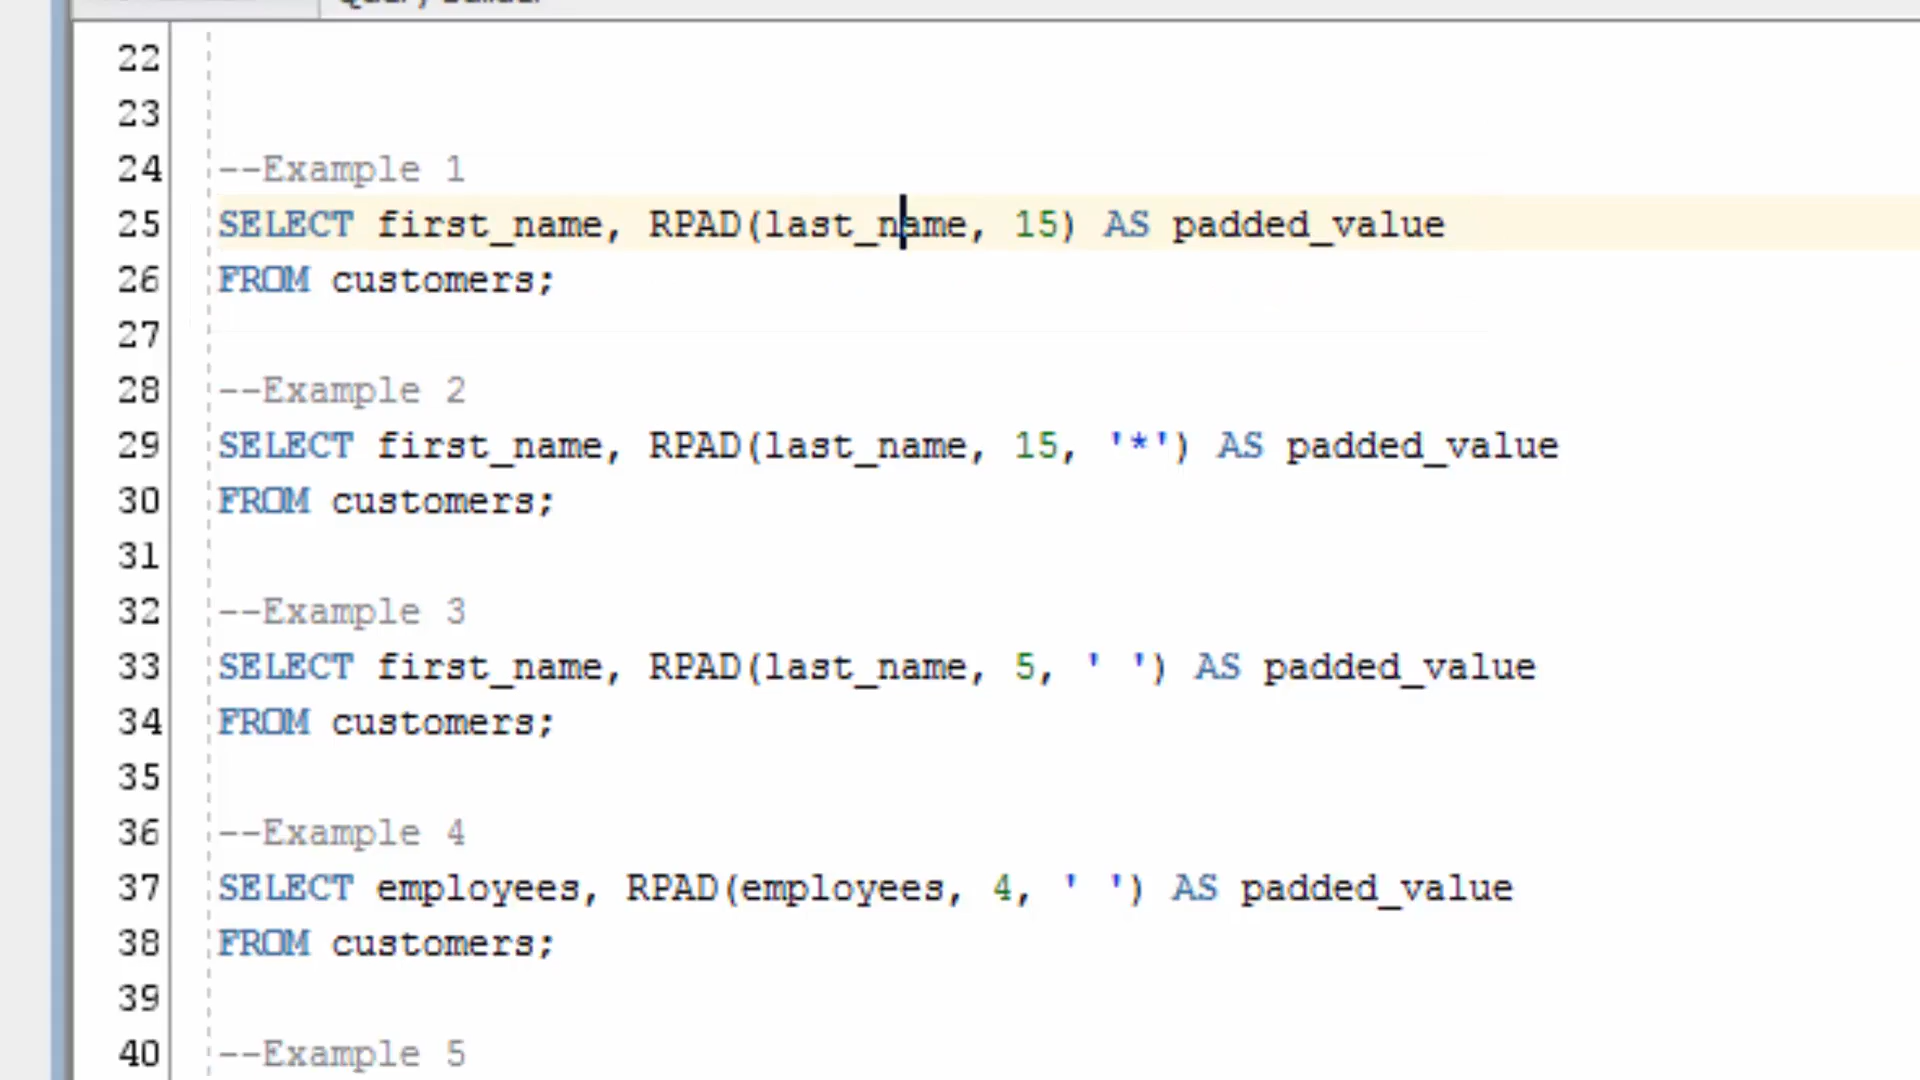 Query Builder
22
23
24 --Example 1
25 SELECT first_name, RPAD(last_name, 15) AS padded_value
26 FROM customers;
27
28 --Example 2
29 SELECT first_name, RPAD(last_name, 15, '*') AS padded_value
30 FROM customers;
31
32 --Example 3
33 SELECT first_name, RPAD(last_name, 5, ' ') AS padded_value
34 FROM customers;
35
36 --Example 4
37 SELECT employees, RPAD(employees, 4, ' ') AS padded_value
38 FROM customers;
39
40 --Example 5